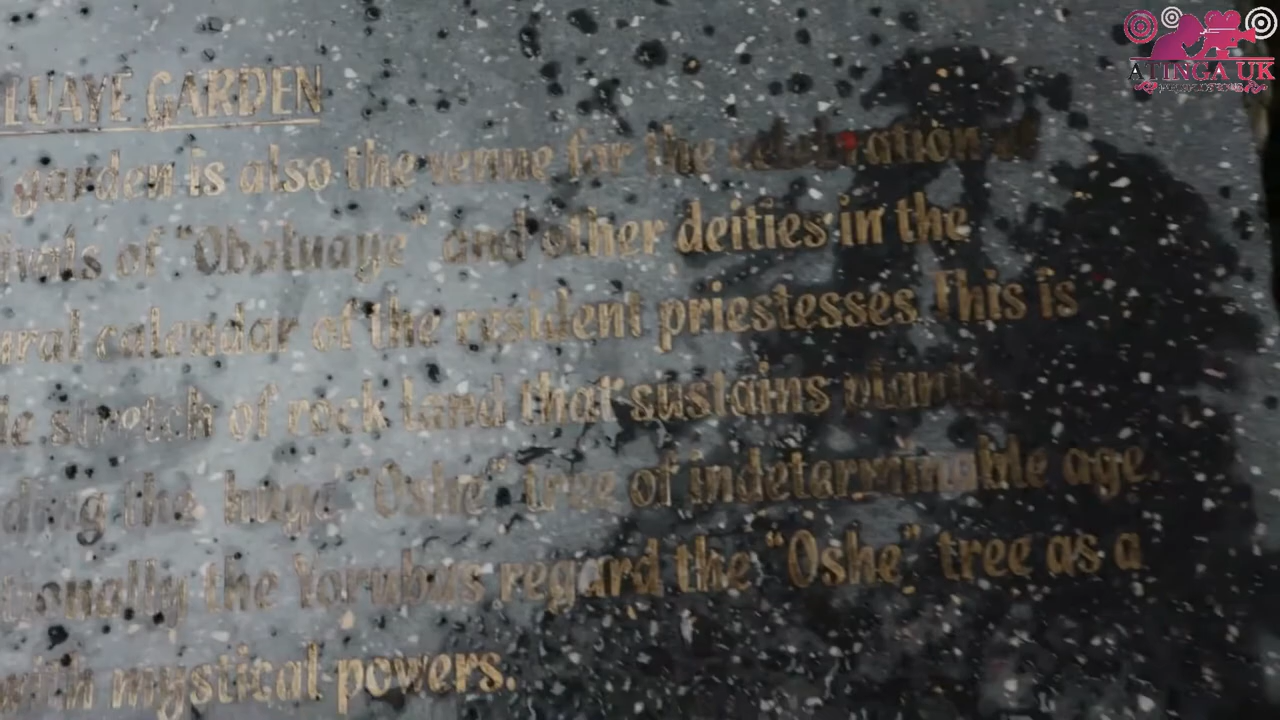 LUAYE GARDEN
garden is also the venue for the celebration of
ivals of "Obaluaye" and other deities in the
ural calendar of the resident priestesses. This is
le stretch of rock land that sustains plants
ding the huge "Oshe" tree of indeterminable age.
tionally the Yorubas regard the "Oshe" tree as a
with mystical powers.
ATINGA UK